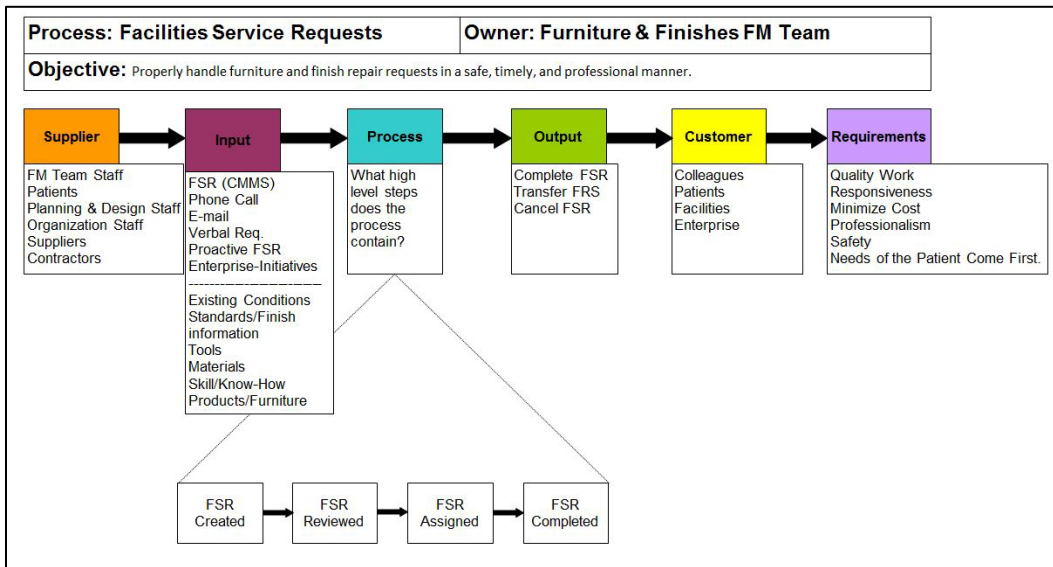 Process: Facilities Service Requests
Owner: Furniture & Finishes FM Team
Objective: Properly handle furniture and finish repair requests in a safe, timely, and professional manner.
Supplier
FM Team Staff
Patients
Planning & Design Staff
Organization Staff
Suppliers
Contractors
Input
FSR (CMMS)
Phone Call
E-mail
Verbal Req.
Proactive FSR
Enterprise-Initiatives
----------------------------
Existing Conditions
Standards/Finish
information
Tools
Materials
Skill/Know-How
Products/Furniture
Process
What high
level steps
does the
process
contain?
Output
Complete FSR
Transfer FRS
Cancel FSR
Customer
Colleagues
Patients
Facilities
Enterprise
Requirements
Quality Work
Responsiveness
Minimize Cost
Professionalism
Safety
Needs of the Patient Come First.
FSR
Created
FSR
Reviewed
FSR
Assigned
FSR
Completed